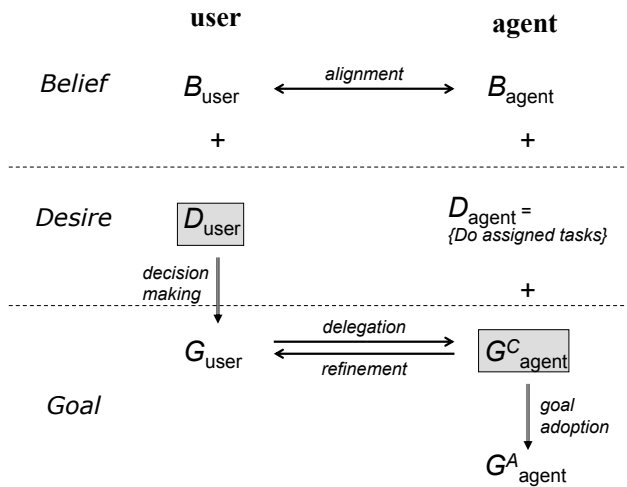 user agent
Belief B_user alignment B_agent
+ +
Desire D_user D_agent =
{Do assigned tasks}
decision
making +
G_user delegation G^C_agent
refinement
Goal goal
adoption
G^A_agent